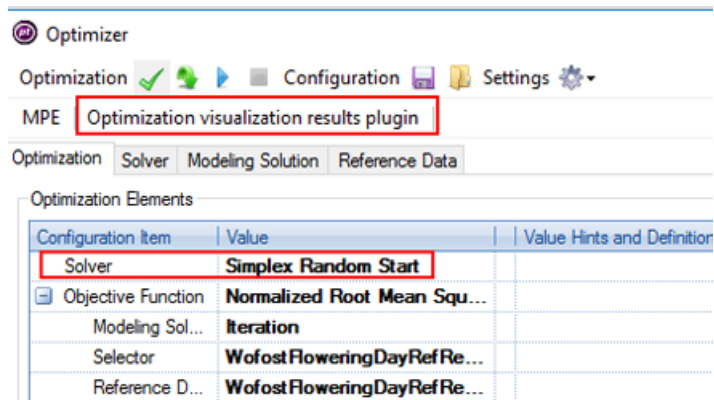 Optimizer
Optimization Configuration Settings
MPE Optimization visualization results plugin
Optimization Solver Modeling Solution Reference Data
Optimization Elements
Configuration Item Value Value Hints and Definition
Solver Simplex Random Start
Objective Function Normalized Root Mean Squ...
Modeling Sol... Iteration
Selector WofostFloweringDayRefRe...
Reference D... WofostFloweringDayRefRe...